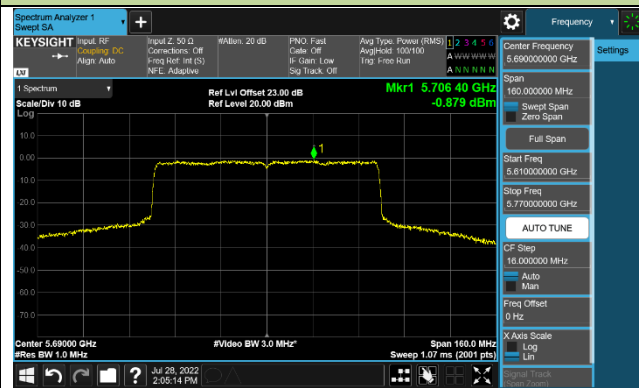 Spectrum Analyzer 1
Swept SA
Frequency
KEYSIGHT
Input: RF
Coupling: DC
Align: Auto
Input Z: 50 Ω
Corrections: Off
Freq Ref: Int (S)
NFE: Adaptive
#Atten: 20 dB
PNO: Fast
Gate: Off
IF Gain: Low
Sig Track: Off
Avg Type: Power (RMS)
Avg|Hold: 100/100
Trig: Free Run
1 2 3 4 5 6
A W W W W W
A N N N N N
LXI
Center Frequency
5.690000000 GHz
Settings
Span
160.000000 MHz
Swept Span
Zero Span
Full Span
Start Freq
5.610000000 GHz
Stop Freq
5.770000000 GHz
AUTO TUNE
CF Step
16.000000 MHz
Auto
Man
Freq Offset
0 Hz
X Axis Scale
Log
Lin
Signal Track
(Span Zoom)
1 Spectrum
Scale/Div 10 dB
Log
Ref Lvl Offset 23.00 dB
Ref Level 20.00 dBm
Mkr1 5.706 40 GHz
-0.879 dBm
1
10.0
0.00
-10.0
-20.0
-30.0
-40.0
-50.0
-60.0
-70.0
Center 5.69000 GHz
#Res BW 1.0 MHz
#Video BW 3.0 MHz*
Span 160.0 MHz
Sweep 1.07 ms (2001 pts)
?
Jul 28, 2022
2:05:14 PM